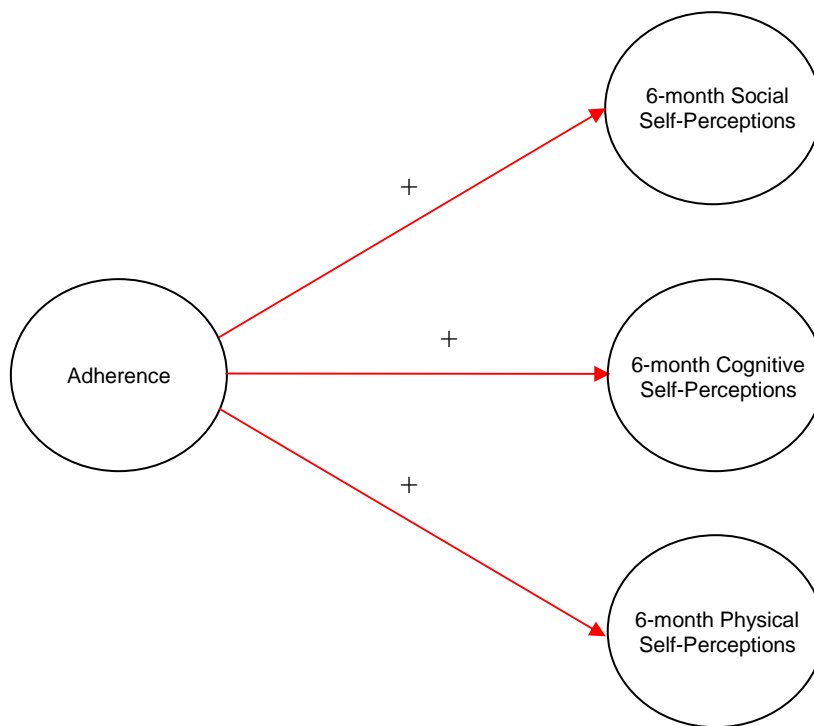 6-month Social
Self-Perceptions
+
+
Adherence
6-month Cognitive
Self-Perceptions
+
6-month Physical
Self-Perceptions